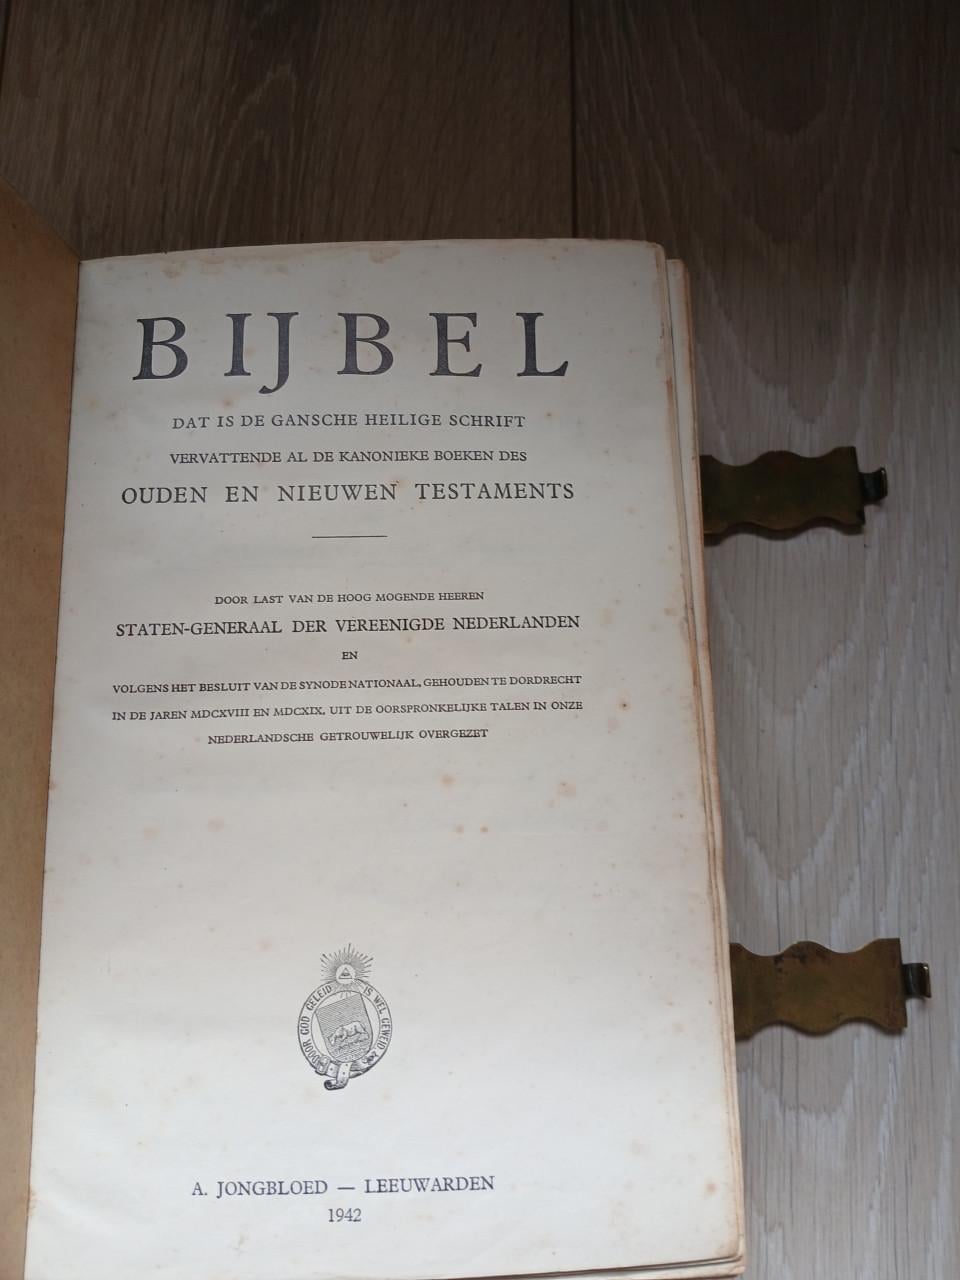 BIJBEL
DAT IS DE GANSCHE HEILIGE SCHRIFT
VERVATTENDE AL DE KANONIEKE BOEKEN DES
OUDEN EN NIEUWEN TESTAMENTS
DOOR LAST VAN DE HOOG MOGENDE HEEREN
STATEN-GENERAAL DER VEREENIGDE NEDERLANDEN
EN
VOLGENS HET BESLUIT VAN DE SYNODE NATIONAAL, GEHOUDEN TE DORDRECHT
IN DE JAREN MDCXVIII EN MDCXIX, UIT DE OORSPRONKELIJKE TALEN IN ONZE
NEDERLANDSCHE GETROUWELIJK OVERGEZET
DOOR GOD GELEID IS WEL GEWEID
A. JONGBLOED — LEEUWARDEN
1942